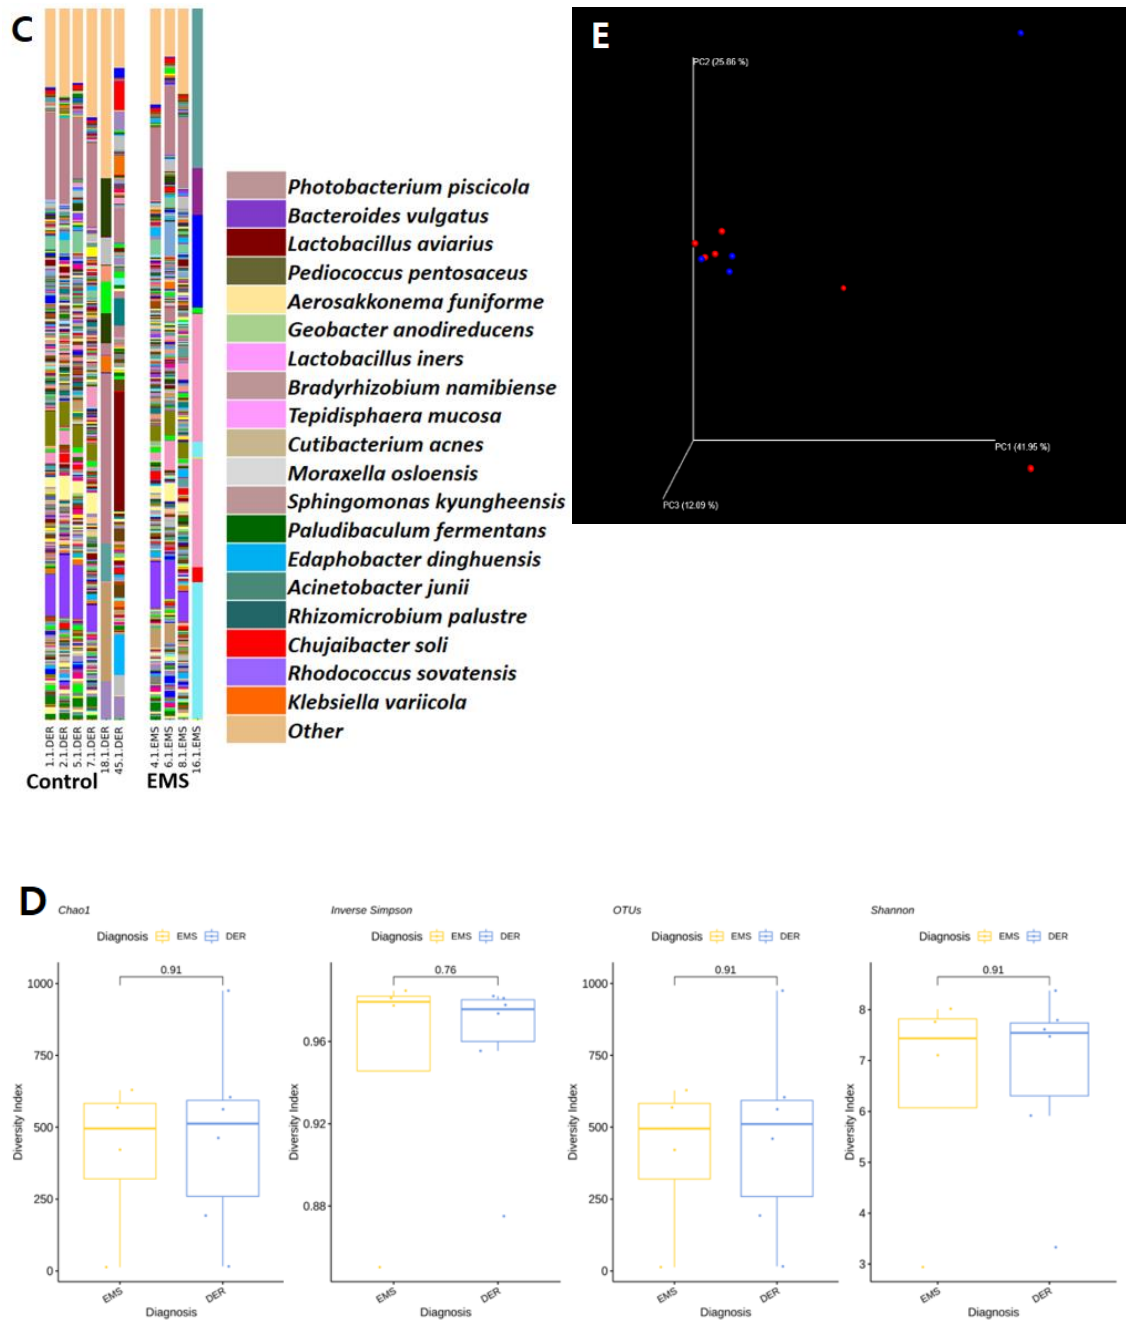 C
E
PC2 (25.86 %)
PC1 (41.95 %)
PC3 (12.09 %)
Photobacterium piscicola
Bacteroides vulgatus
Lactobacillus aviarius
Pediococcus pentosaceus
Aerosakkonema funiforme
Geobacter anodireducens
Lactobacillus iners
Bradyrhizobium namibiense
Tepidisphaera mucosa
Cutibacterium acnes
Moraxella osloensis
Sphingomonas kyungheensis
Paludibaculum fermentans
Edaphobacter dinghuensis
Acinetobacter junii
Rhizomicrobium palustre
Chujaibacter soli
Rhodococcus sovatensis
Klebsiella variicola
Other
1.1.DER
2.1.DER
5.1.DER
7.1.DER
18.1.DER
45.1.DER
4.1.EMS
6.1.EMS
8.1.EMS
16.1.EMS
Control EMS
D
Chao1
Diagnosis EMS DER
0.91
1000
750
500
250
0
Diversity Index
EMS DER
Diagnosis
Inverse Simpson
Diagnosis EMS DER
0.76
0.96
0.92
0.88
Diversity Index
EMS DER
Diagnosis
OTUs
Diagnosis EMS DER
0.91
1000
750
500
250
0
Diversity Index
EMS DER
Diagnosis
Shannon
Diagnosis EMS DER
0.91
8
7
6
5
4
3
Diversity Index
EMS DER
Diagnosis